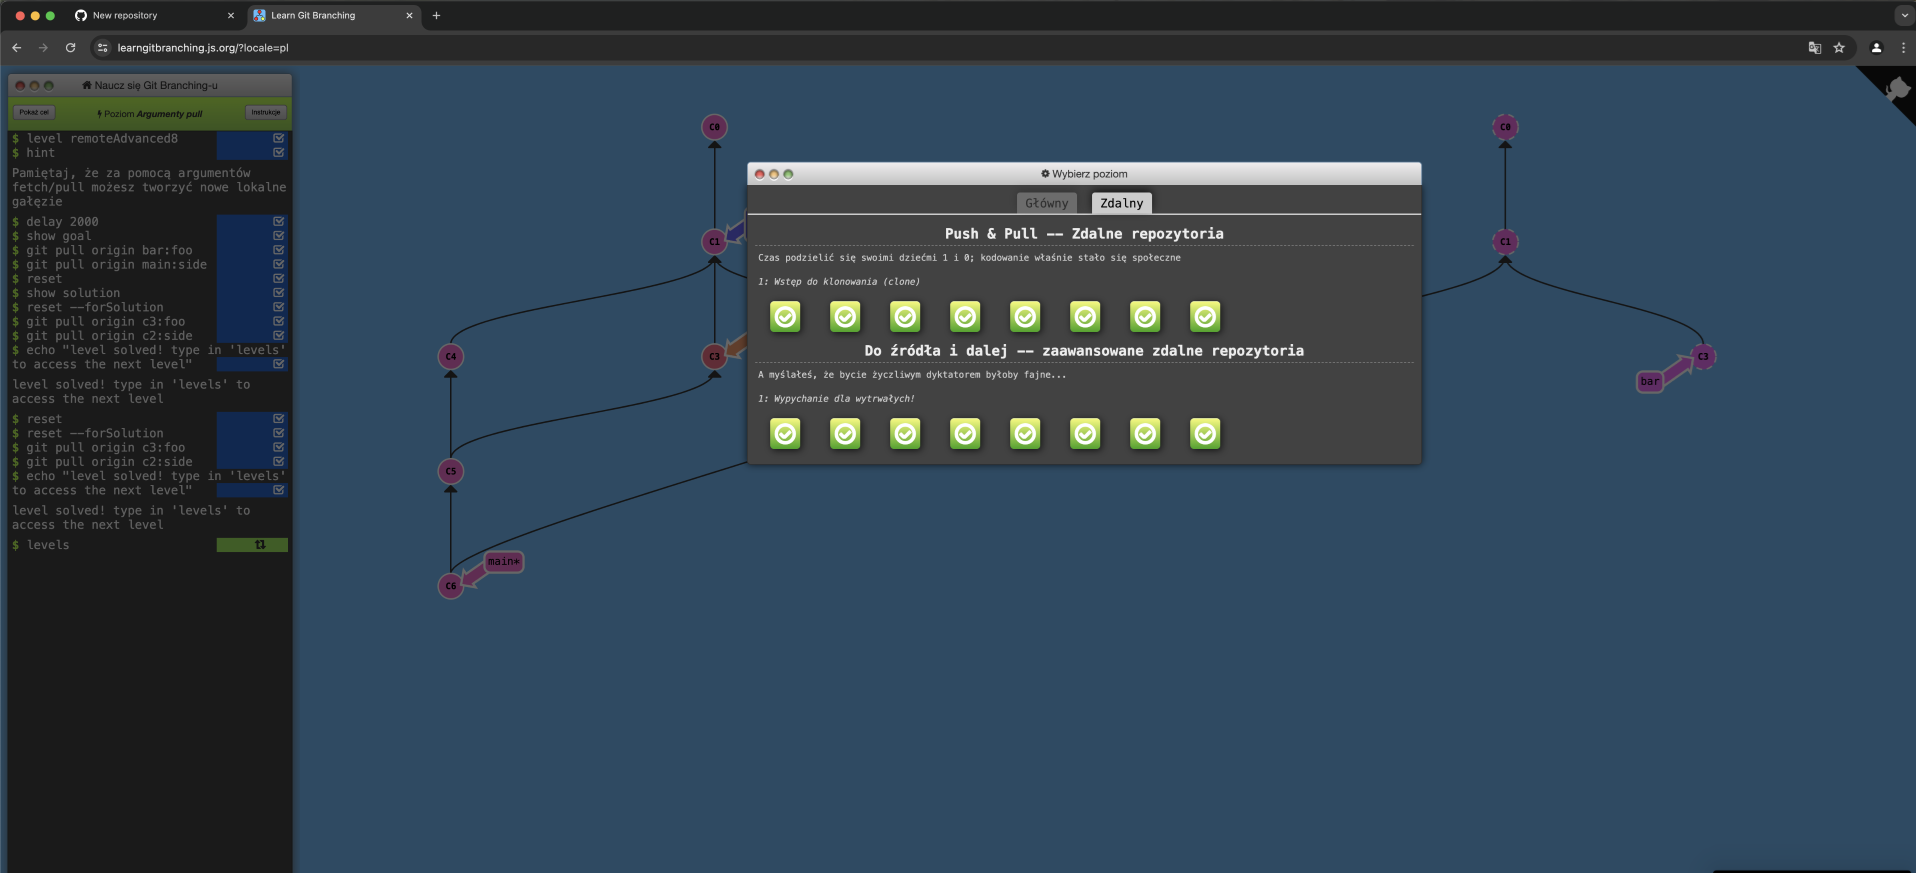 New repository
Learn Git Branching
learngitbranching.js.org/?locale=pl
Naucz się Git Branching-u
Pokaż cel
Poziom Argumenty pull
Instrukcje
$ level remoteAdvanced8
$ hint
Pamiętaj, że za pomocą argumentów
fetch/pull możesz tworzyć nowe lokalne
gałęzie
$ delay 2000
$ show goal
$ git pull origin bar:foo
$ git pull origin main:side
$ reset
$ show solution
$ reset --forSolution
$ git pull origin c3:foo
$ git pull origin c2:side
$ echo "level solved! type in 'levels'
to access the next level"
level solved! type in 'levels' to
access the next level
$ reset
$ reset --forSolution
$ git pull origin c3:foo
$ git pull origin c2:side
$ echo "level solved! type in 'levels'
to access the next level"
level solved! type in 'levels' to
access the next level
$ levels
C0
C1
C4
C3
C5
main*
C6
Wybierz poziom
Główny
Zdalny
Push & Pull -- Zdalne repozytoria
Czas podzielić się swoimi dziećmi 1 i 0; kodowanie właśnie stało się społeczne
1: Wstęp do klonowania (clone)
Do źródła i dalej -- zaawansowane zdalne repozytoria
A myślałeś, że bycie życzliwym dyktatorem byłoby fajne...
1: Wypychanie dla wytrwałych!
C0
C1
C3
bar